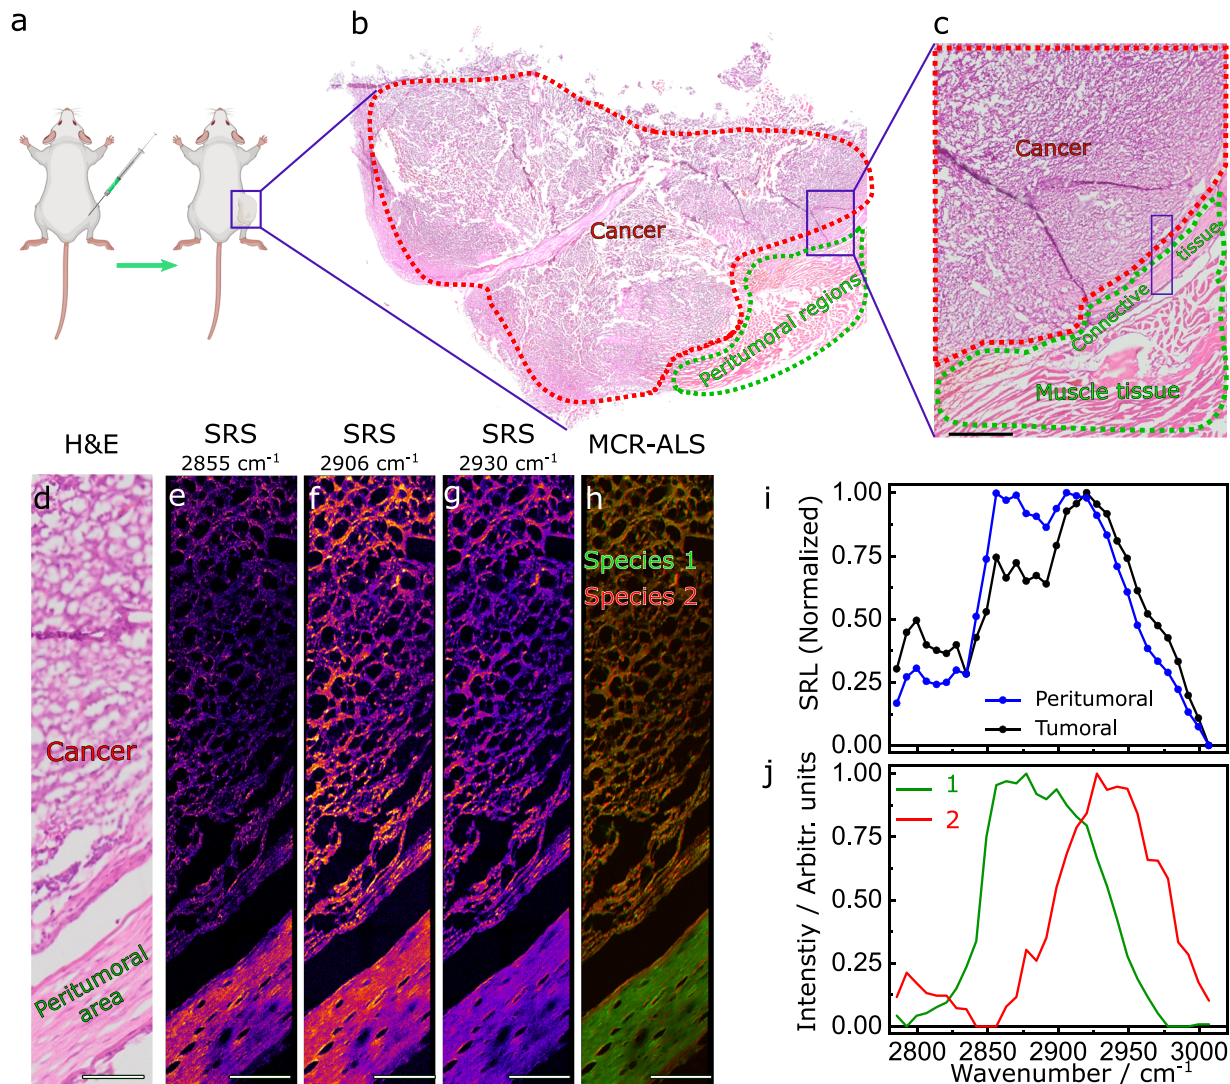 a
b
c
Cancer
Peritumoral regions
Cancer
Connective
tissue
Muscle tissue
H&E
SRS
2855 cm⁻¹
SRS
2906 cm⁻¹
SRS
2930 cm⁻¹
MCR-ALS
d
Cancer
Peritumoral
area
e
f
g
h
Species 1
Species 2
i
SRL (Normalized)
1.00
0.75
0.50
0.25
0.00
Peritumoral
Tumoral
j
Intenstiy / Arbitr. units
1.00
0.75
0.50
0.25
0.00
1
2
2800 2850 2900 2950 3000
Wavenumber / cm⁻¹